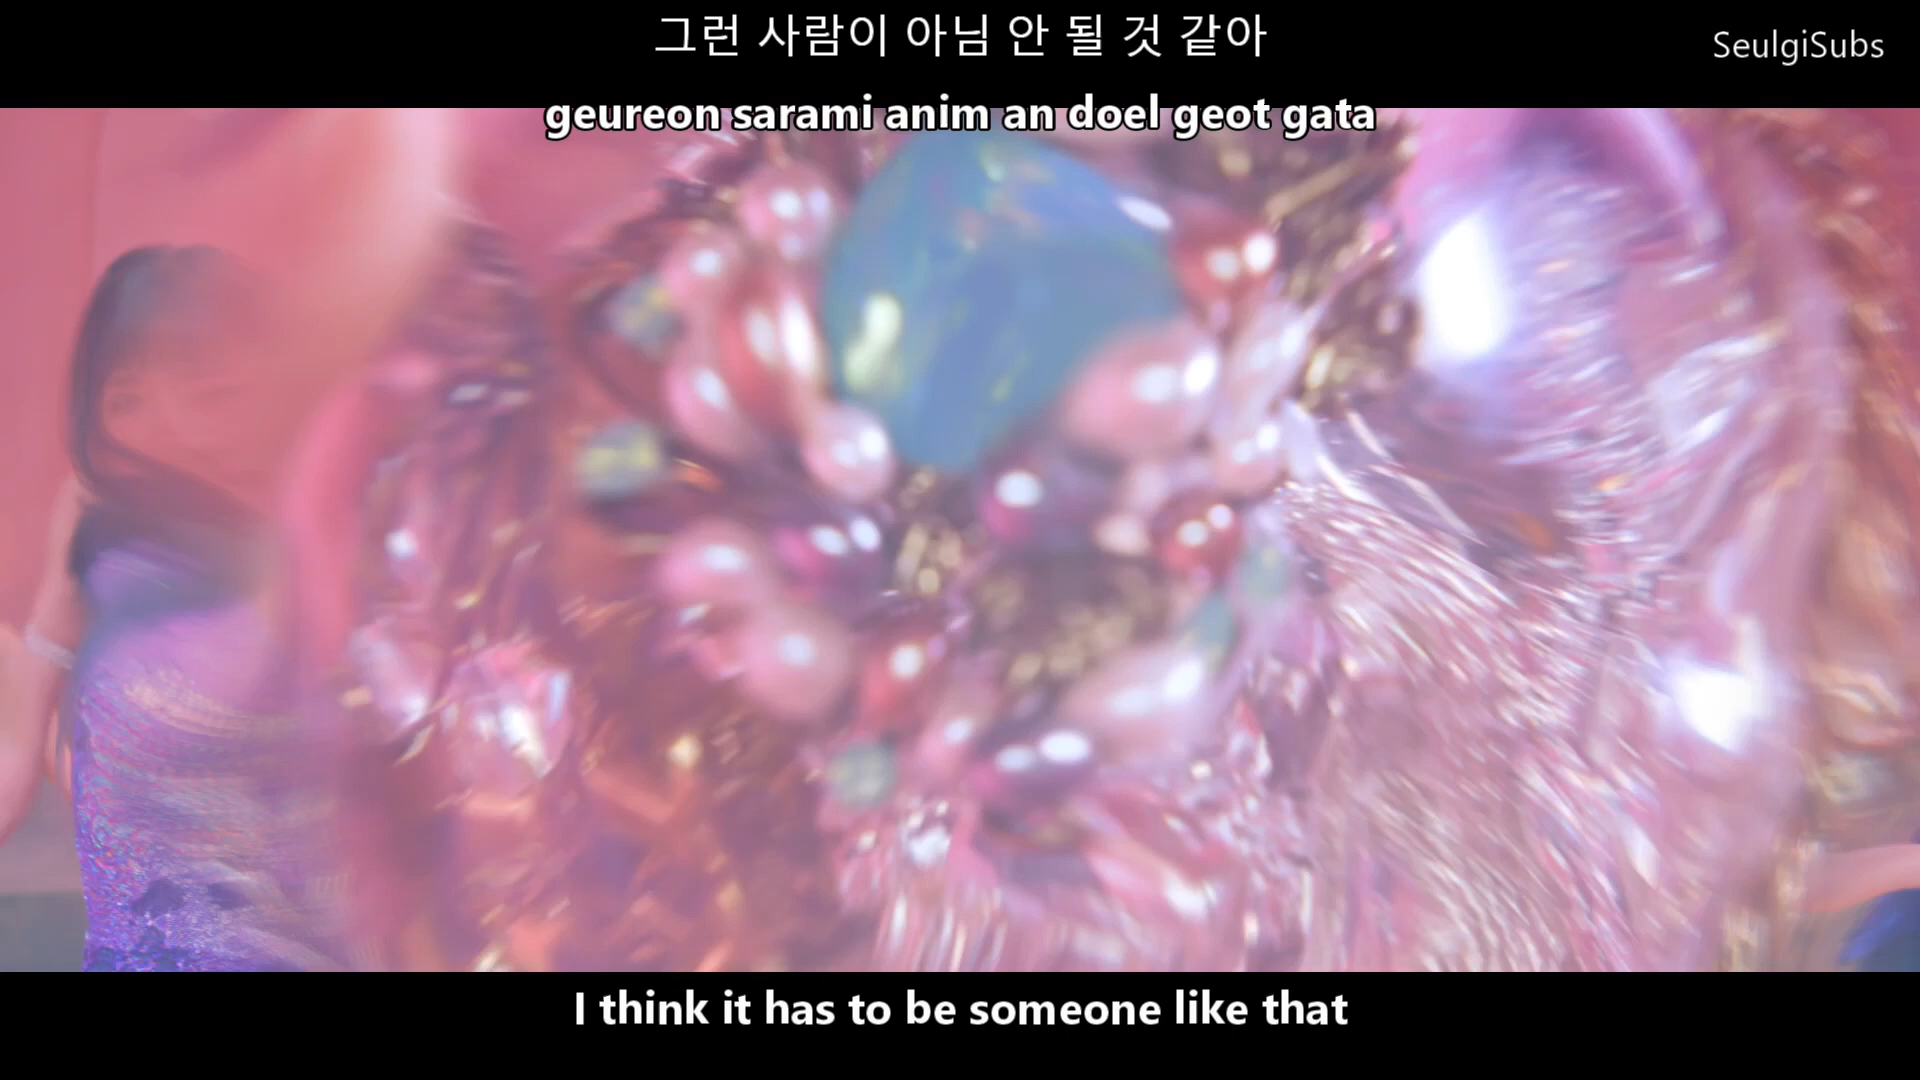 그런 사람이 아님 안 될 것 같아
SeulgiSubs
geureon sarami anim an doel geot gata
I think it has to be someone like that